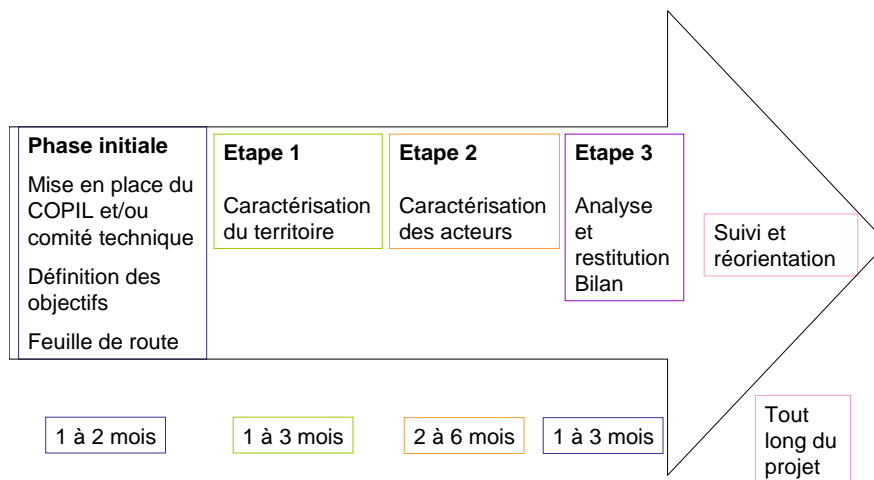 Phase initiale
Mise en place du
COPIL et/ou
comité technique
Définition des
objectifs
Feuille de route
Etape 1
Caractérisation
du territoire
Etape 2
Caractérisation
des acteurs
Etape 3
Analyse
et
restitution
Bilan
Suivi et
réorientation
1 à 2 mois
1 à 3 mois
2 à 6 mois
1 à 3 mois
Tout
long du
projet